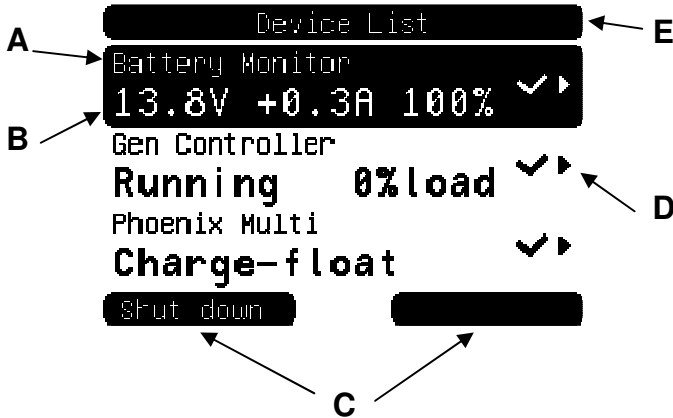 Device List
E
A
Battery Monitor
13.8V +0.3A 100%
B
Gen Controller
Running 0%load
D
Phoenix Multi
Charge-float
Shut down
C